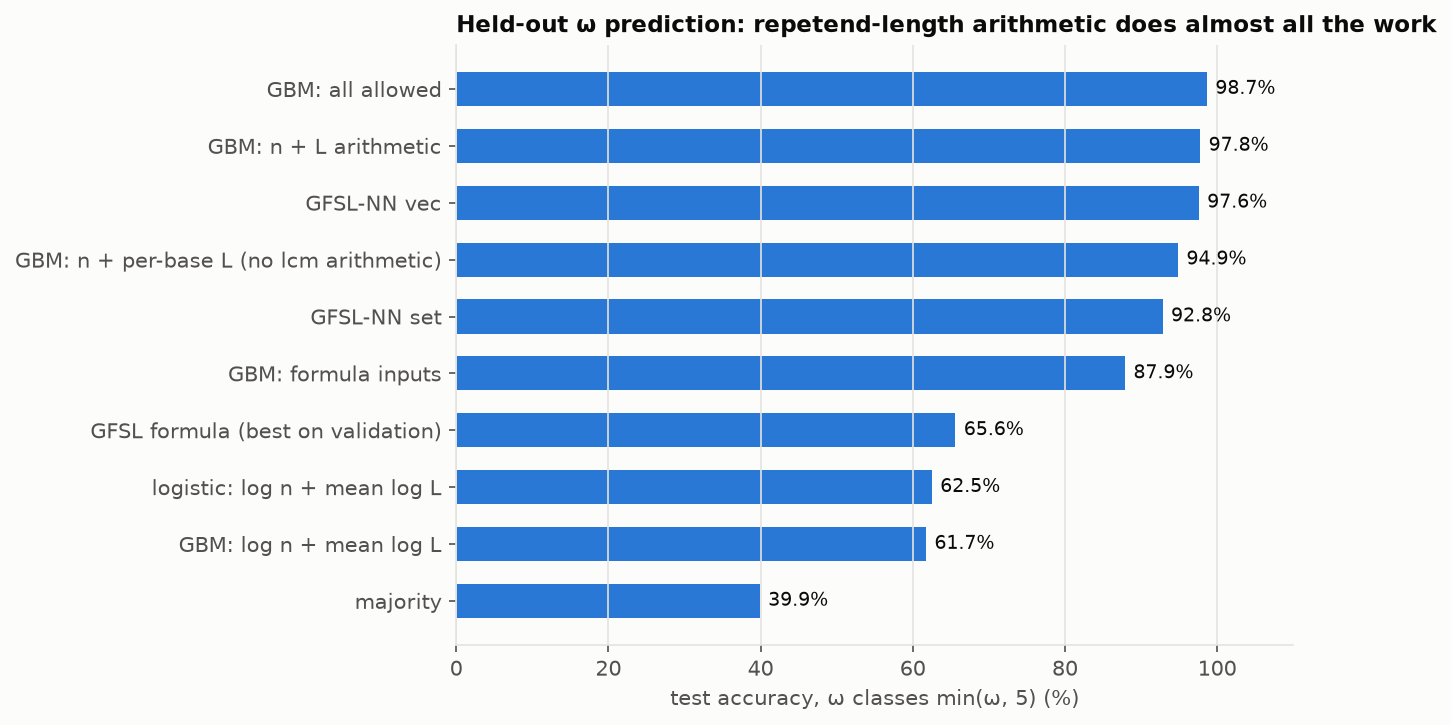 Held-out ω prediction: repetend-length arithmetic does almost all the work
GBM: all allowed 98.7%
GBM: n + L arithmetic 97.8%
GFSL-NN vec 97.6%
GBM: n + per-base L (no lcm arithmetic) 94.9%
GFSL-NN set 92.8%
GBM: formula inputs 87.9%
GFSL formula (best on validation) 65.6%
logistic: log n + mean log L 62.5%
GBM: log n + mean log L 61.7%
majority 39.9%
0 20 40 60 80 100
test accuracy, ω classes min(ω, 5) (%)